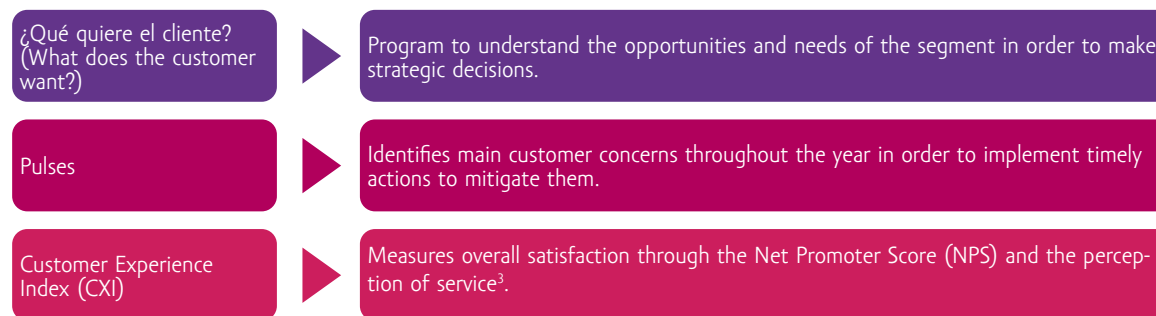 ¿Qué quiere el cliente?
(What does the customer
want?)
Program to understand the opportunities and needs of the segment in order to make
strategic decisions.
Pulses
Identifies main customer concerns throughout the year in order to implement timely
actions to mitigate them.
Customer Experience
Index (CXI)
Measures overall satisfaction through the Net Promoter Score (NPS) and the percep-
tion of service³.